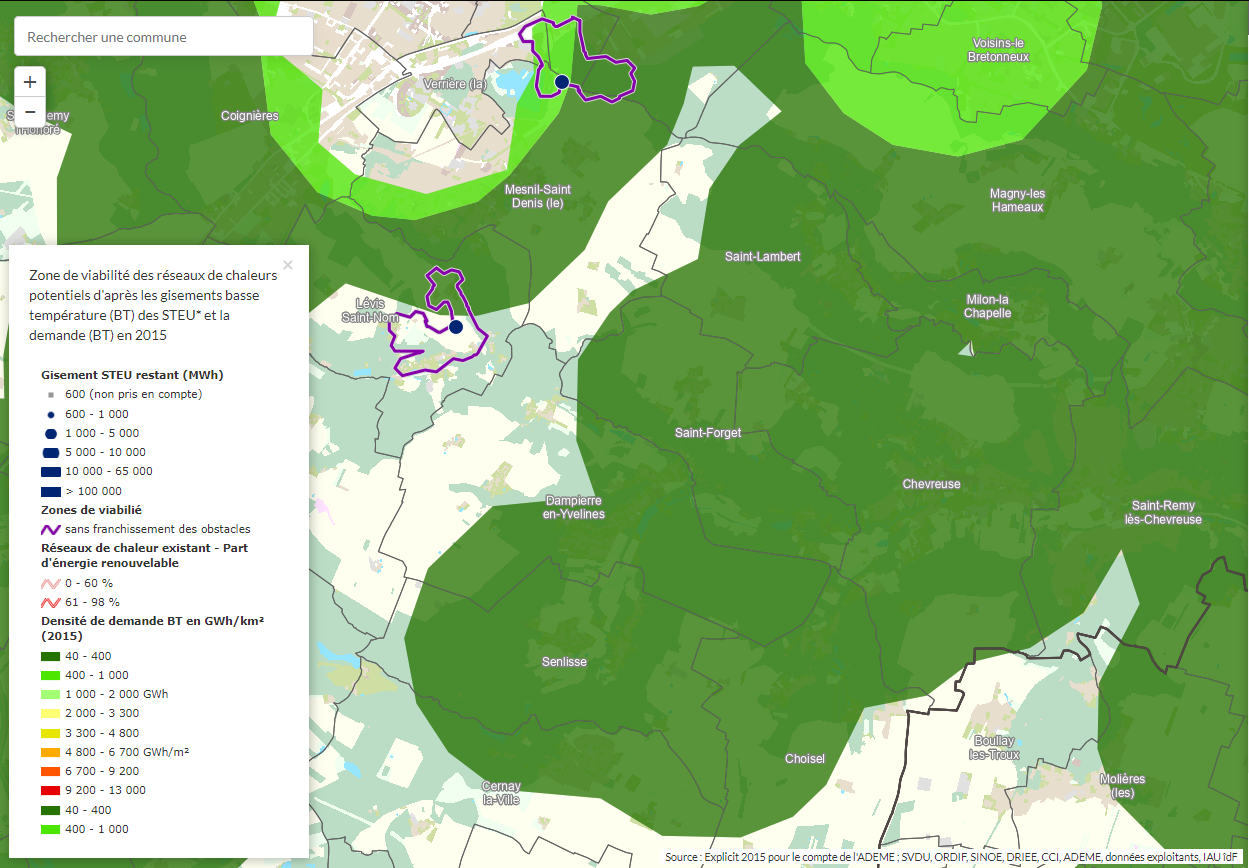 Rechercher une commune
+
−
Verrière (la)
Voisins-le
Bretonneux
Coignières
Mesnil-Saint
Denis (le)
Magny-les
Hameaux
Saint-Lambert
Lévis
Saint-Nom
Milon-la
Chapelle
Saint-Forget
Chevreuse
Dampierre
en-Yvelines
Saint-Remy
lès-Chevreuse
Senlisse
Boullay
les-Troux
Choisel
Molières
(les)
Cernay
la-Ville
×
Zone de viabilité des réseaux de chaleurs
potentiels d'après les gisements basse
température (BT) des STEU* et la
demande (BT) en 2015
Gisement STEU restant (MWh)
600 (non pris en compte)
600 - 1 000
1 000 - 5 000
5 000 - 10 000
10 000 - 65 000
> 100 000
Zones de viabilié
sans franchissement des obstacles
Réseaux de chaleur existant - Part
d'énergie renouvelable
0 - 60 %
61 - 98 %
Densité de demande BT en GWh/km²
(2015)
40 - 400
400 - 1 000
1 000 - 2 000 GWh
2 000 - 3 300
3 300 - 4 800
4 800 - 6 700 GWh/m²
6 700 - 9 200
9 200 - 13 000
40 - 400
400 - 1 000
Source : Explicit 2015 pour le compte de l'ADEME ; SVDU, ORDIF, SINOE, DRIEE, CCI, ADEME, données exploitants, IAU îdF